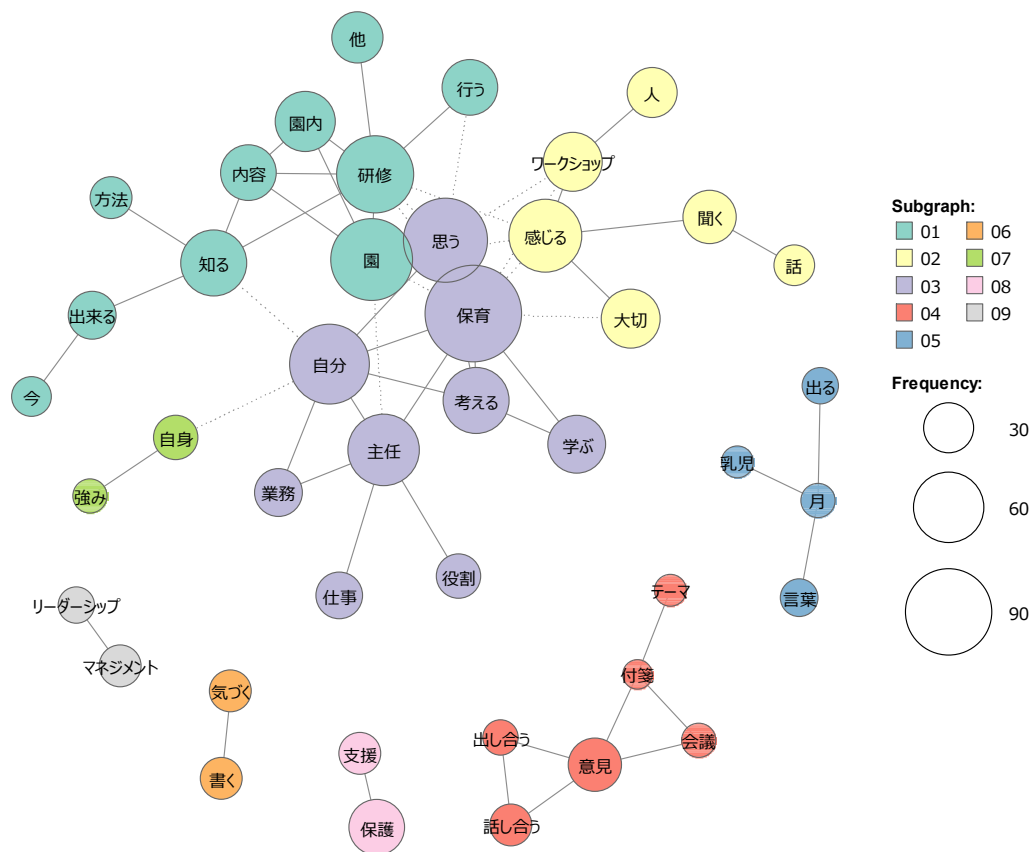 他
行う
人
園内
ワークショップ
内容
研修
方法
思う
感じる
聞く
知る
園
話
出来る
保育
大切
自分
今
考える
出る
自身
主任
学ぶ
乳児
強み
業務
月
仕事
役割
言葉
テーマ
リーダーシップ
マネジメント
付箋
気づく
出し合う
会議
支援
意見
書く
保護
話し合う
Subgraph:
01 06
02 07
03 08
04 09
05
Frequency:
30
60
90